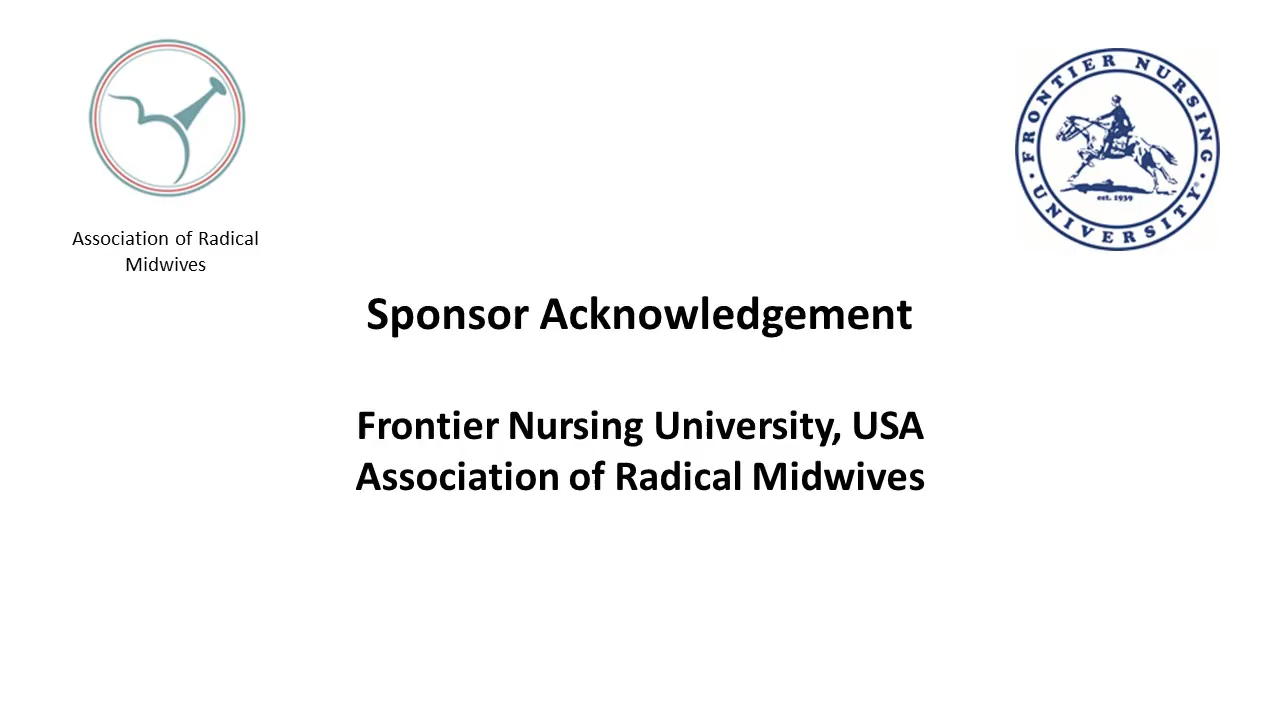 FRONTIER NURSING
· UNIVERSITY ·
est. 1939
Association of Radical
Midwives
Sponsor Acknowledgement
Frontier Nursing University, USA
Association of Radical Midwives